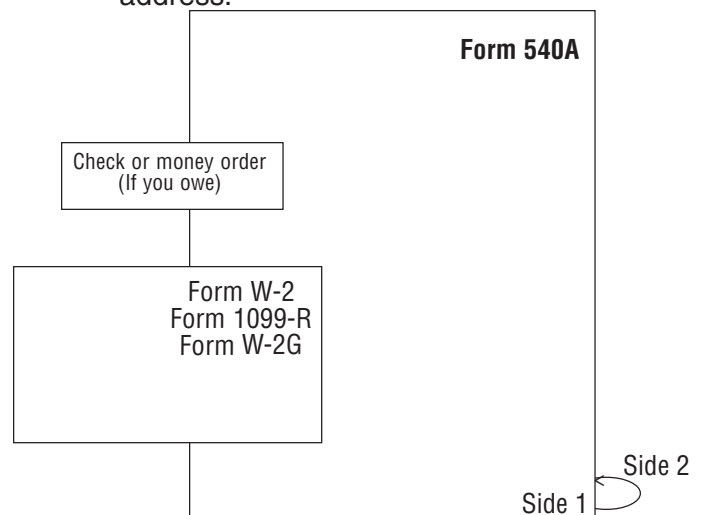 address.
Form 540A
Check or money order
(If you owe)
Form W-2
Form 1099-R
Form W-2G
Side 2
Side 1